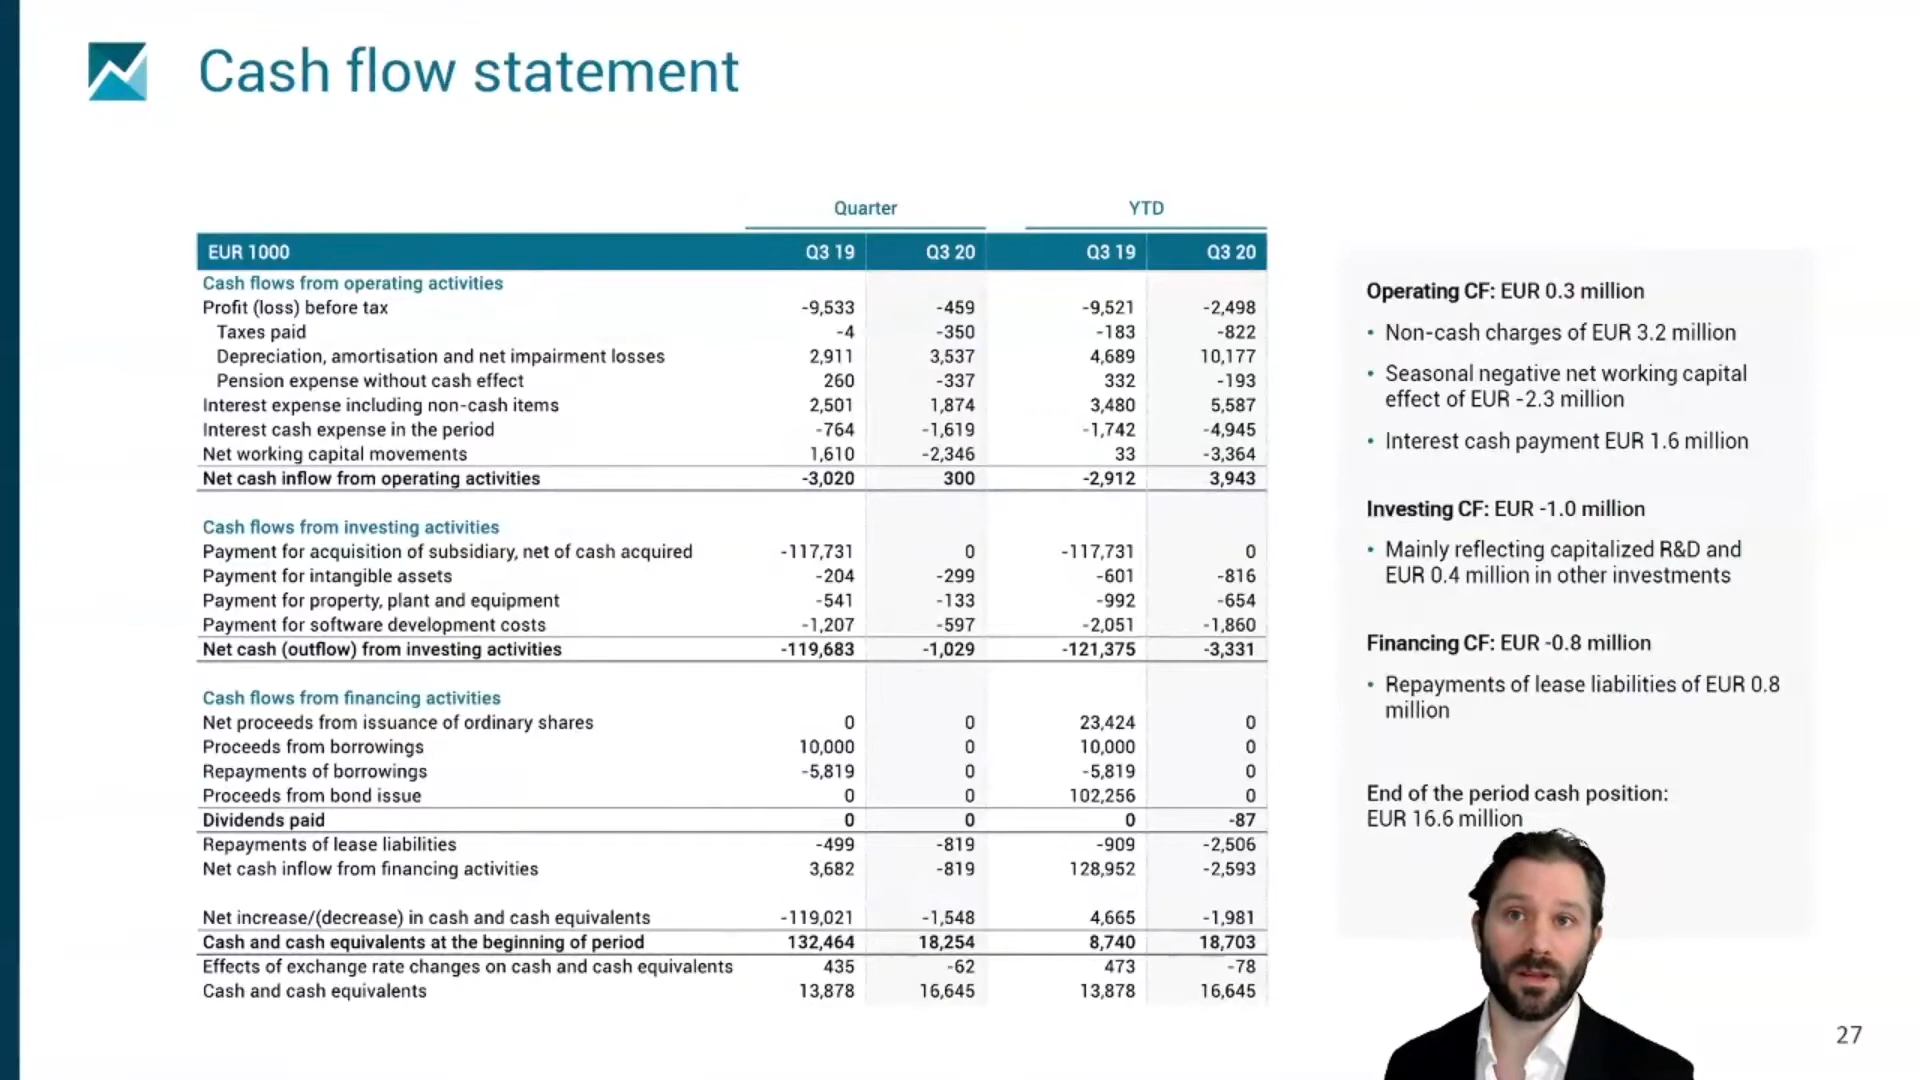 Cash flow statement
Quarter YTD
EUR 1000 Q3 19 Q3 20 Q3 19 Q3 20
Cash flows from operating activities
Profit (loss) before tax -9,533 -459 -9,521 -2,498
Taxes paid -4 -350 -183 -822
Depreciation, amortisation and net impairment losses 2,911 3,537 4,689 10,177
Pension expense without cash effect 260 -337 332 -193
Interest expense including non-cash items 2,501 1,874 3,480 5,587
Interest cash expense in the period -764 -1,619 -1,742 -4,945
Net working capital movements 1,610 -2,346 33 -3,364
Net cash inflow from operating activities -3,020 300 -2,912 3,943
Cash flows from investing activities
Payment for acquisition of subsidiary, net of cash acquired -117,731 0 -117,731 0
Payment for intangible assets -204 -299 -601 -816
Payment for property, plant and equipment -541 -133 -992 -654
Payment for software development costs -1,207 -597 -2,051 -1,860
Net cash (outflow) from investing activities -119,683 -1,029 -121,375 -3,331
Cash flows from financing activities
Net proceeds from issuance of ordinary shares 0 0 23,424 0
Proceeds from borrowings 10,000 0 10,000 0
Repayments of borrowings -5,819 0 -5,819 0
Proceeds from bond issue 0 0 102,256 0
Dividends paid 0 0 0 -87
Repayments of lease liabilities -499 -819 -909 -2,506
Net cash inflow from financing activities 3,682 -819 128,952 -2,593
Net increase/(decrease) in cash and cash equivalents -119,021 -1,548 4,665 -1,981
Cash and cash equivalents at the beginning of period 132,464 18,254 8,740 18,703
Effects of exchange rate changes on cash and cash equivalents 435 -62 473 -78
Cash and cash equivalents 13,878 16,645 13,878 16,645
Operating CF: EUR 0.3 million
• Non-cash charges of EUR 3.2 million
• Seasonal negative net working capital
effect of EUR -2.3 million
• Interest cash payment EUR 1.6 million
Investing CF: EUR -1.0 million
• Mainly reflecting capitalized R&D and
EUR 0.4 million in other investments
Financing CF: EUR -0.8 million
• Repayments of lease liabilities of EUR 0.8
million
End of the period cash position:
EUR 16.6 million
27